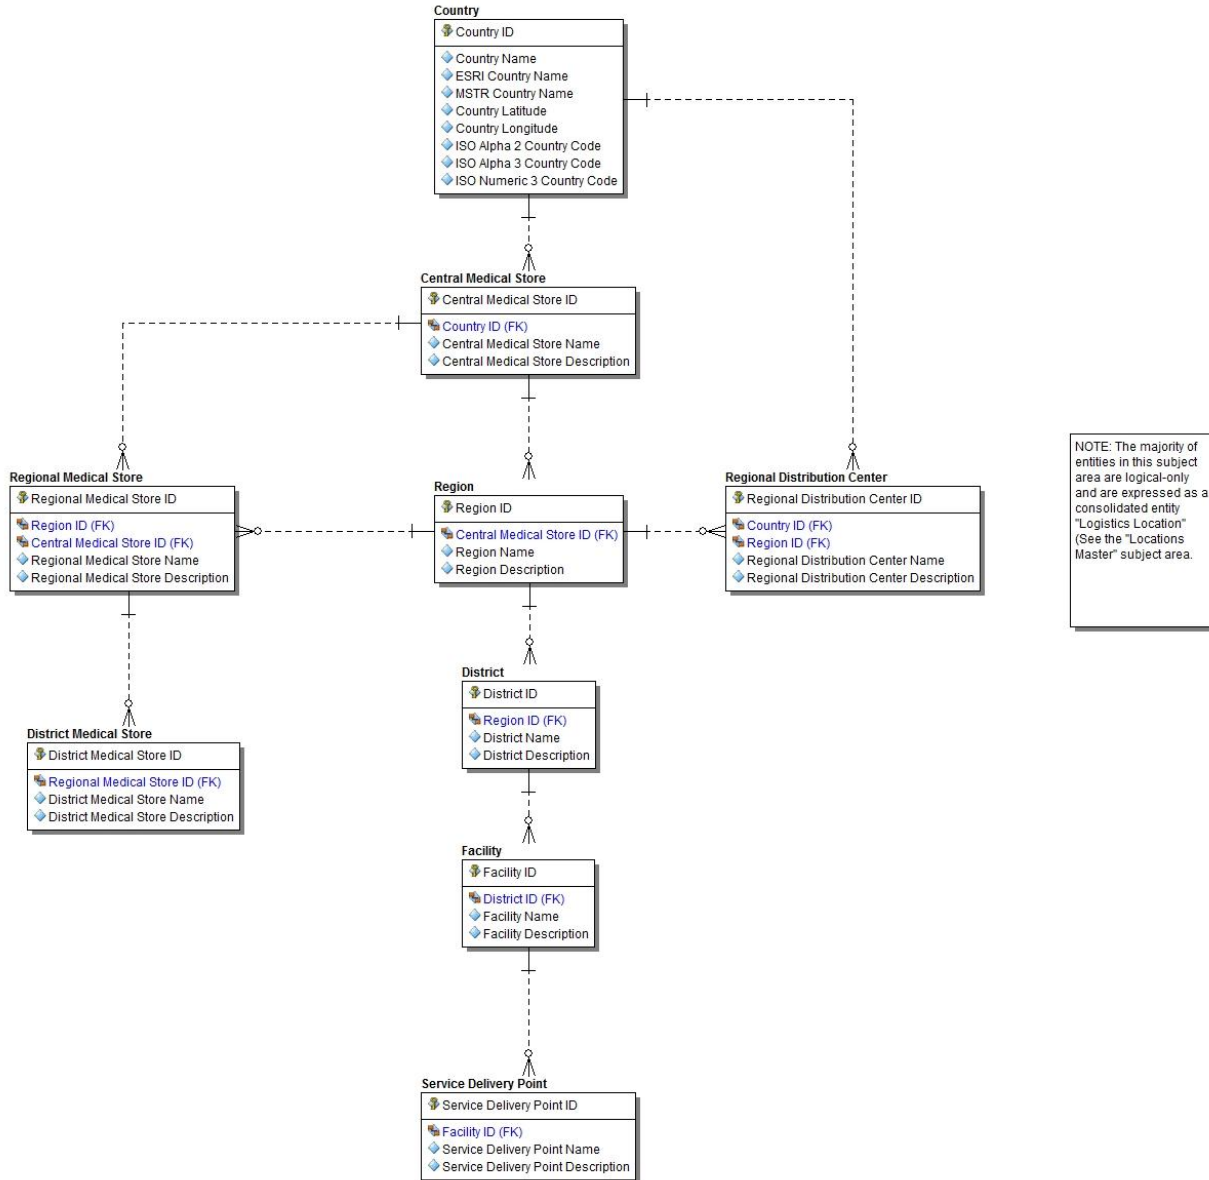 Country
Country ID
Country Name
ESRI Country Name
MSTR Country Name
Country Latitude
Country Longitude
ISO Alpha 2 Country Code
ISO Alpha 3 Country Code
ISO Numeric 3 Country Code
Central Medical Store
Central Medical Store ID
Country ID (FK)
Central Medical Store Name
Central Medical Store Description
Regional Medical Store
Regional Medical Store ID
Region ID (FK)
Central Medical Store ID (FK)
Regional Medical Store Name
Regional Medical Store Description
Region
Region ID
Central Medical Store ID (FK)
Region Name
Region Description
Regional Distribution Center
Regional Distribution Center ID
Country ID (FK)
Region ID (FK)
Regional Distribution Center Name
Regional Distribution Center Description
NOTE: The majority of
entities in this subject
area are logical-only
and are expressed as a
consolidated entity
"Logistics Location"
(See the "Locations
Master" subject area.
District
District ID
Region ID (FK)
District Name
District Description
District Medical Store
District Medical Store ID
Regional Medical Store ID (FK)
District Medical Store Name
District Medical Store Description
Facility
Facility ID
District ID (FK)
Facility Name
Facility Description
Service Delivery Point
Service Delivery Point ID
Facility ID (FK)
Service Delivery Point Name
Service Delivery Point Description